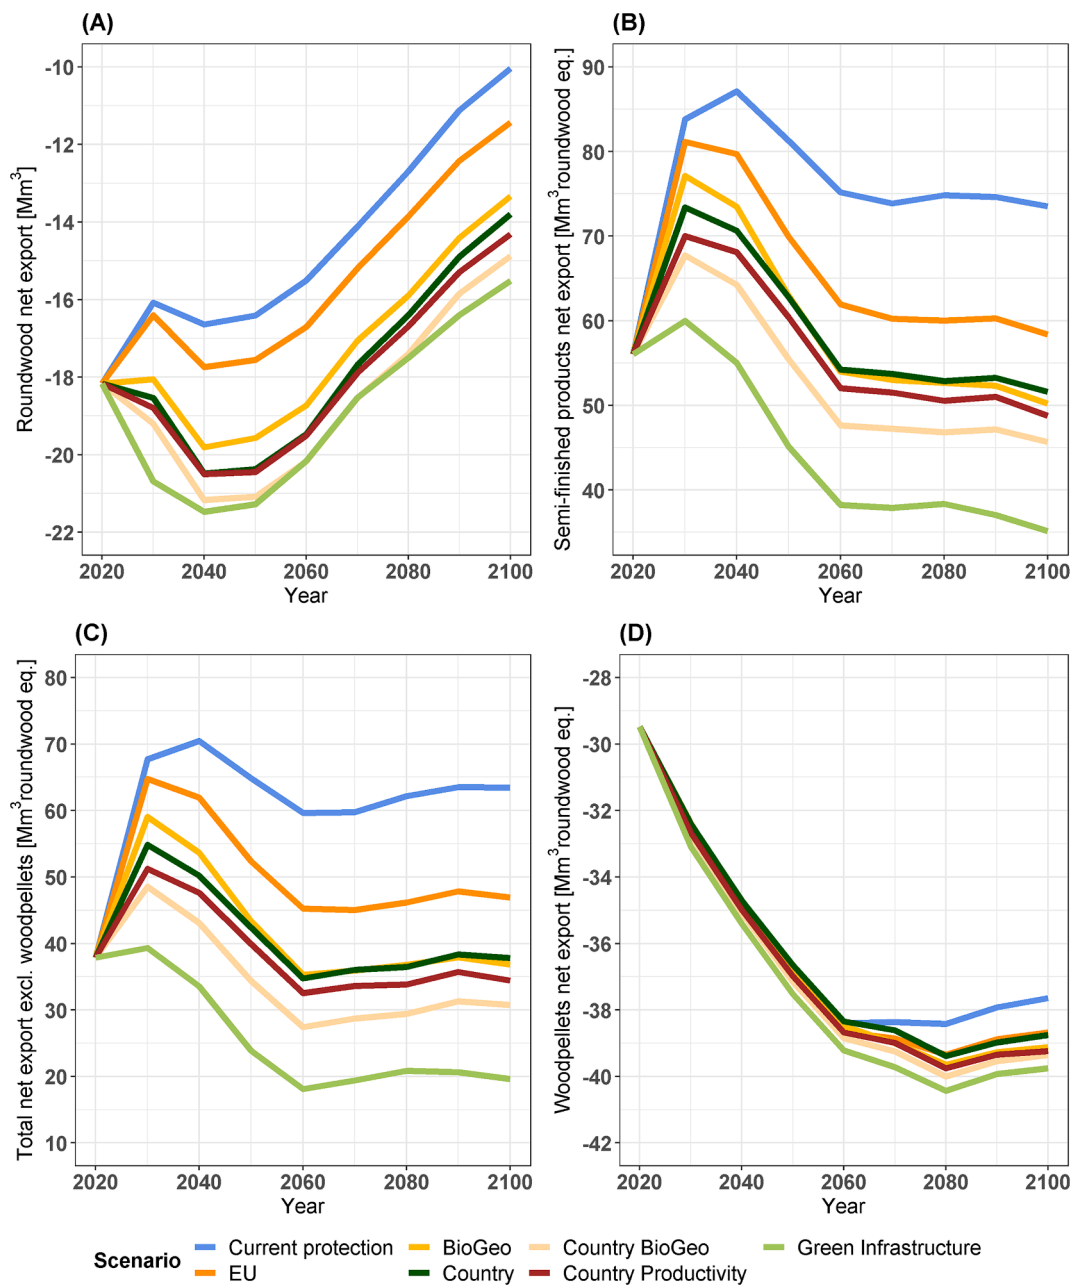 (A)
Roundwood net export [Mm³]
-10
-12
-14
-16
-18
-20
-22
2020
2040
2060
2080
2100
Year
(B)
Semi-finished products net export [Mm³roundwood eq.]
90
80
70
60
50
40
2020
2040
2060
2080
2100
Year
(C)
Total net export excl. woodpellets [Mm³roundwood eq.]
80
70
60
50
40
30
20
10
2020
2040
2060
2080
2100
Year
(D)
Woodpellets net export [Mm³roundwood eq.]
-28
-30
-32
-34
-36
-38
-40
-42
2020
2040
2060
2080
2100
Year
Scenario
Current protection
BioGeo
Country BioGeo
Green Infrastructure
EU
Country
Country Productivity